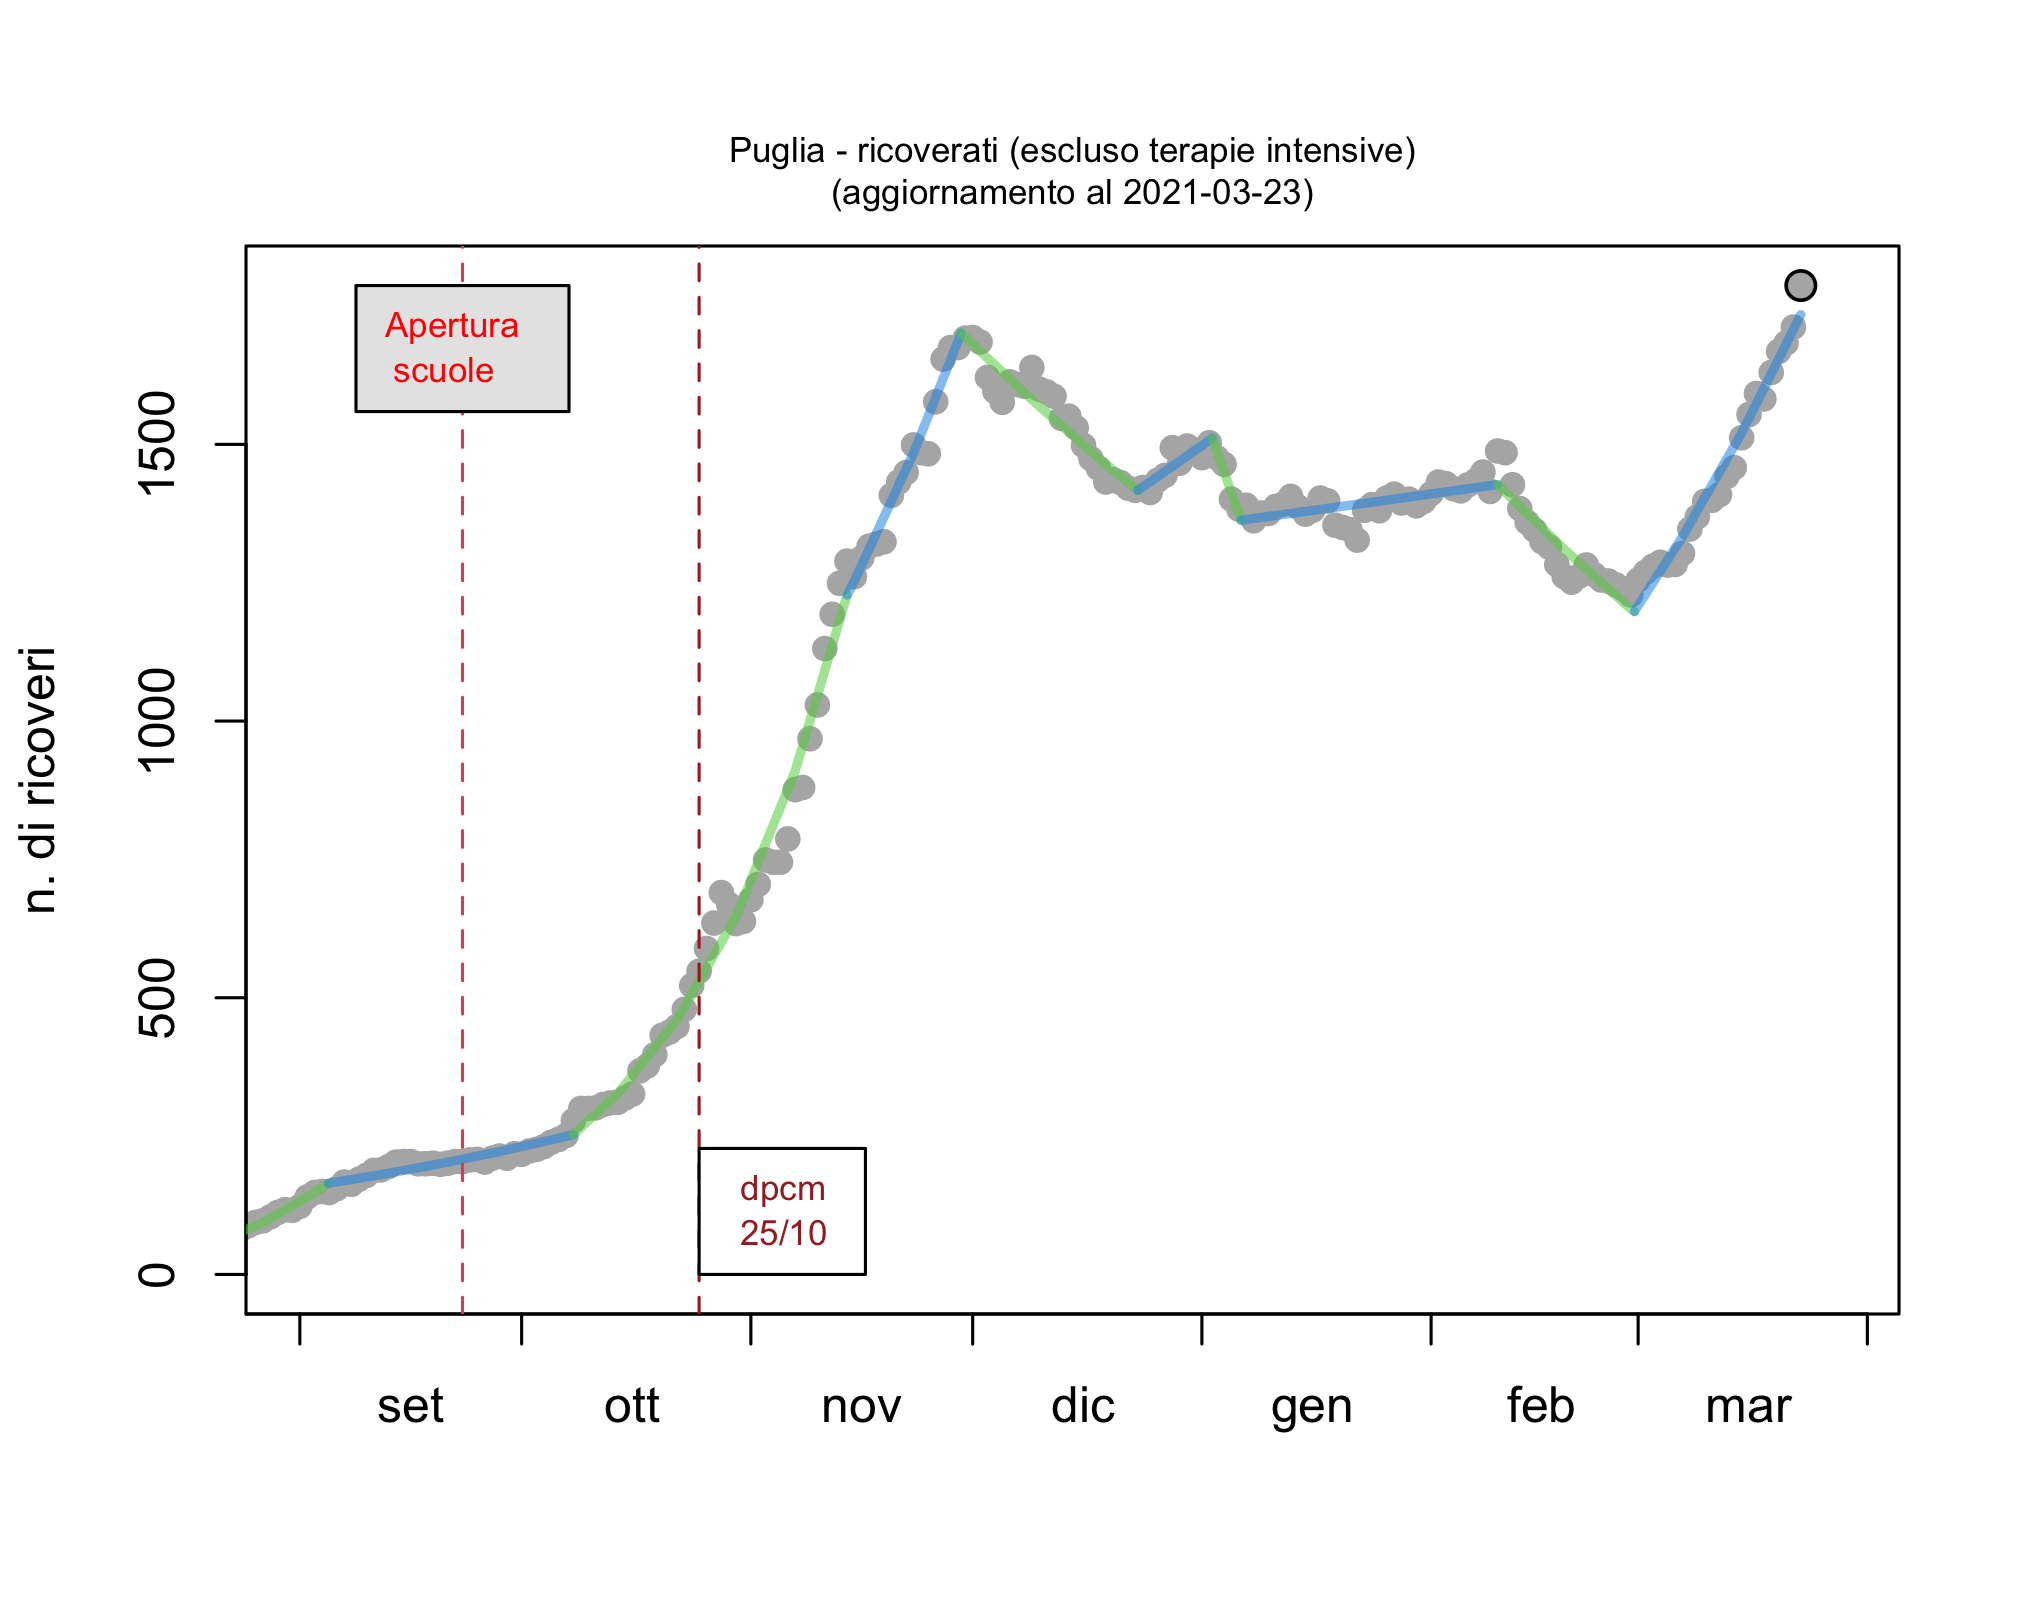 Puglia - ricoverati (escluso terapie intensive)
(aggiornamento al 2021-03-23)
Apertura
scuole
dpcm
25/10
n. di ricoveri
1500
1000
500
0
set ott nov dic gen feb mar